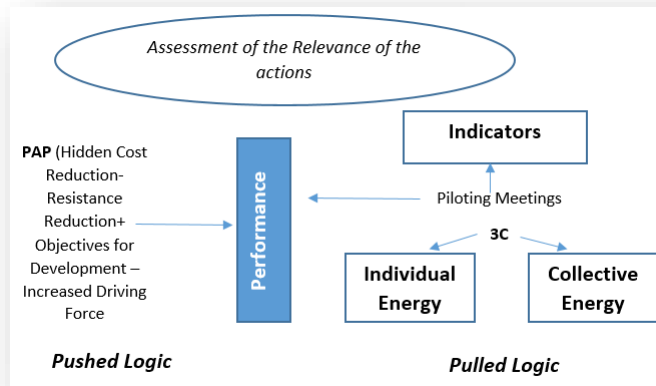 Assessment of the Relevance of the
actions
Indicators
PAP (Hidden Cost
Reduction-
Resistance
Reduction+
Objectives for
Development –
Increased Driving
Force
Performance
Piloting Meetings
3C
Individual
Energy
Collective
Energy
Pushed Logic
Pulled Logic